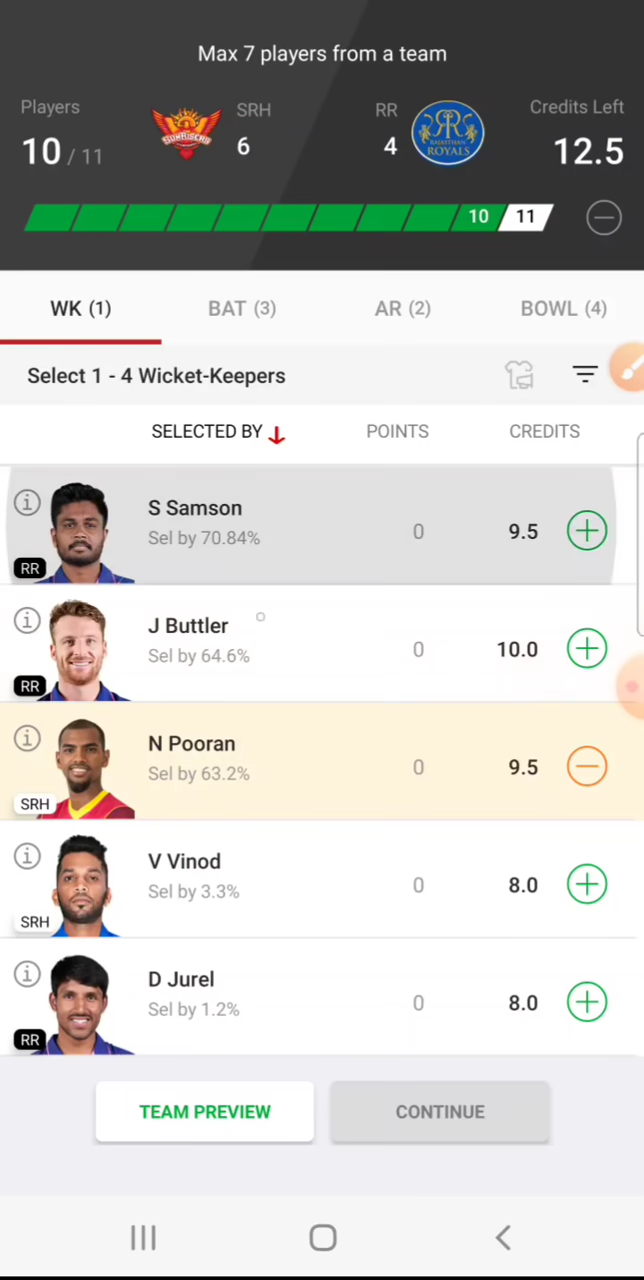 Max 7 players from a team
Players SRH RR Credits Left
10 / 11 6 4 12.5
SUNRISERS
RAJASTHAN
ROYALS
10 11
WK (1) BAT (3) AR (2) BOWL (4)
Select 1 - 4 Wicket-Keepers
SELECTED BY ↓ POINTS CREDITS
S Samson
Sel by 70.84% 0 9.5
RR
J Buttler
Sel by 64.6% 0 10.0
RR
N Pooran
Sel by 63.2% 0 9.5
SRH
V Vinod
Sel by 3.3% 0 8.0
SRH
D Jurel
Sel by 1.2% 0 8.0
RR
TEAM PREVIEW CONTINUE